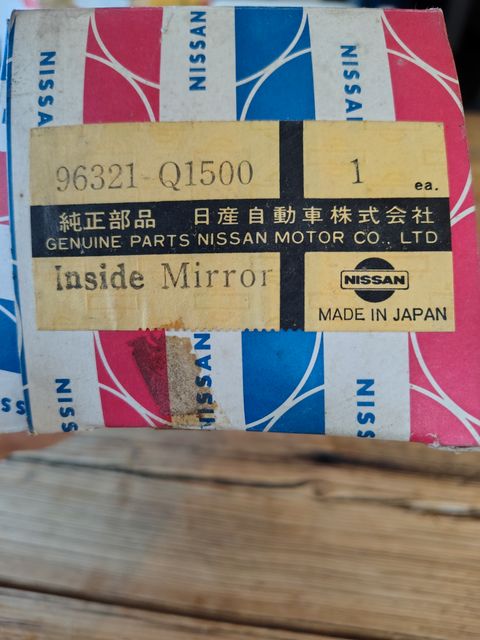 NISSAN
NISSAN
NISSAN
96321-Q1500 1 ea.
純正部品 日産自動車株式会社
GENUINE PARTS NISSAN MOTOR CO., LTD
Inside Mirror
NISSAN
MADE IN JAPAN
NISSAN
NISSAN
NISSAN